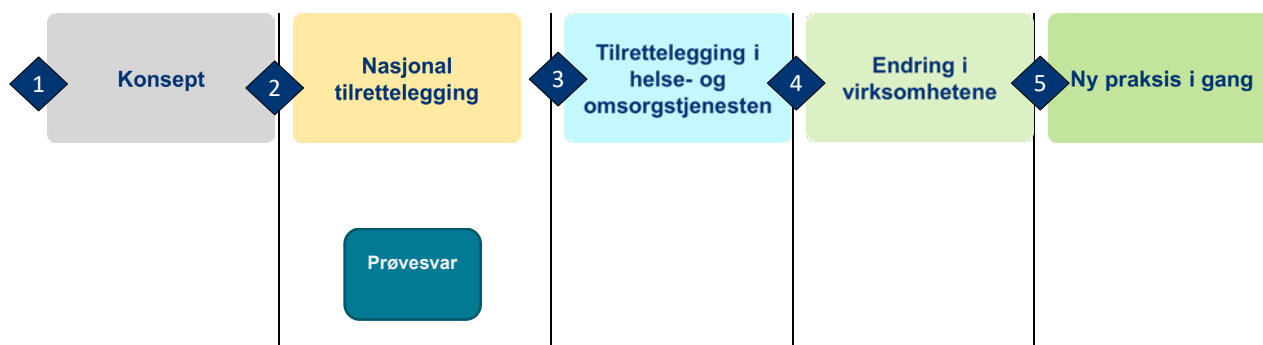 1
Konsept
2
Nasjonal
tilrettelegging
3
Tilrettelegging i
helse- og
omsorgstjenesten
4
Endring i
virksomhetene
5
Ny praksis i gang
Prøvesvar